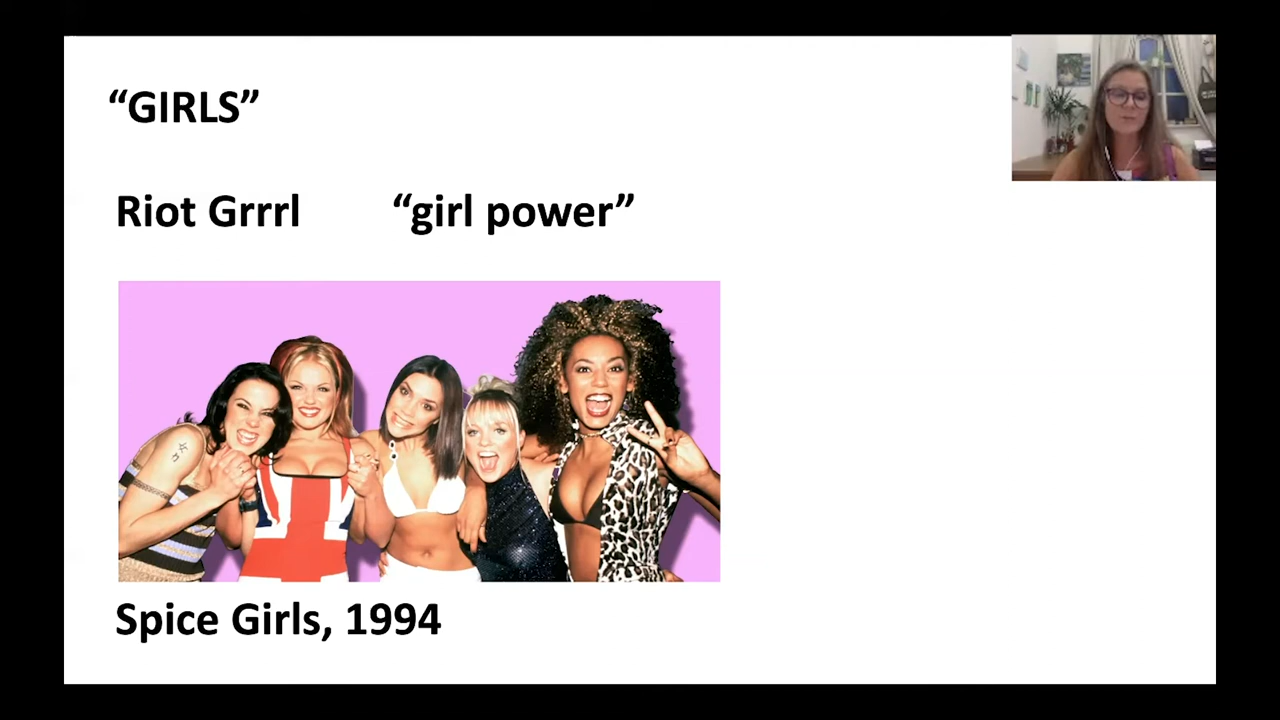 “GIRLS”
Riot Grrrl “girl power”
Spice Girls, 1994